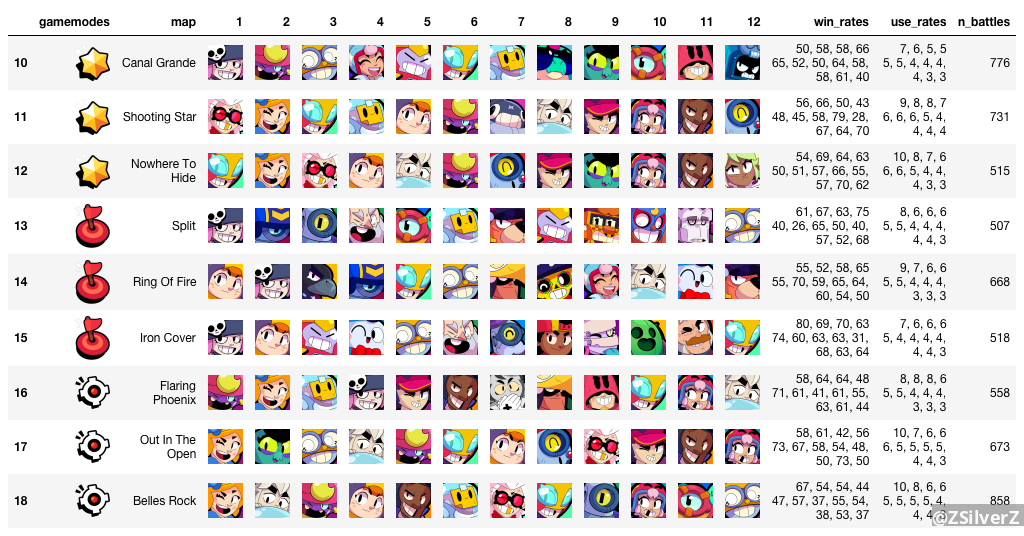 gamemodes map 1 2 3 4 5 6 7 8 9 10 11 12 win_rates use_rates n_battles
10 Canal Grande 50, 58, 58, 66 7, 6, 5, 5 776
65, 52, 50, 64, 58, 5, 5, 4, 4, 4,
58, 61, 40 4, 3, 3
11 Shooting Star 56, 66, 50, 43 9, 8, 8, 7 731
48, 45, 58, 79, 28, 6, 6, 6, 5, 4,
67, 64, 70 4, 4, 4
12 Nowhere To Hide 54, 69, 64, 63 10, 8, 7, 6 515
50, 51, 57, 66, 55, 6, 6, 5, 4, 4,
57, 70, 62 4, 3, 3
13 Split 61, 67, 63, 75 8, 6, 6, 6 507
40, 26, 65, 50, 40, 5, 5, 4, 4, 4,
57, 52, 68 4, 4, 3
14 Ring Of Fire 55, 52, 58, 65 9, 7, 6, 6 668
55, 70, 59, 65, 64, 5, 5, 4, 4, 4,
60, 54, 50 3, 3, 3
15 Iron Cover 80, 69, 70, 63 7, 6, 6, 6 518
74, 60, 63, 63, 31, 5, 4, 4, 4, 4,
68, 63, 64 4, 4, 3
16 Flaring Phoenix 58, 64, 64, 48 8, 8, 8, 6 558
71, 61, 41, 61, 55, 5, 5, 4, 4, 4,
63, 61, 44 3, 3, 3
17 Out In The Open 58, 61, 42, 56 10, 7, 6, 6 673
73, 67, 58, 54, 48, 6, 5, 5, 5, 5,
50, 73, 50 4, 4, 3
18 Belles Rock 67, 54, 54, 44 10, 8, 6, 6 858
47, 57, 37, 55, 54, 5, 5, 5, 5, 4,
38, 53, 37 4, 4,
@ZSilverZ